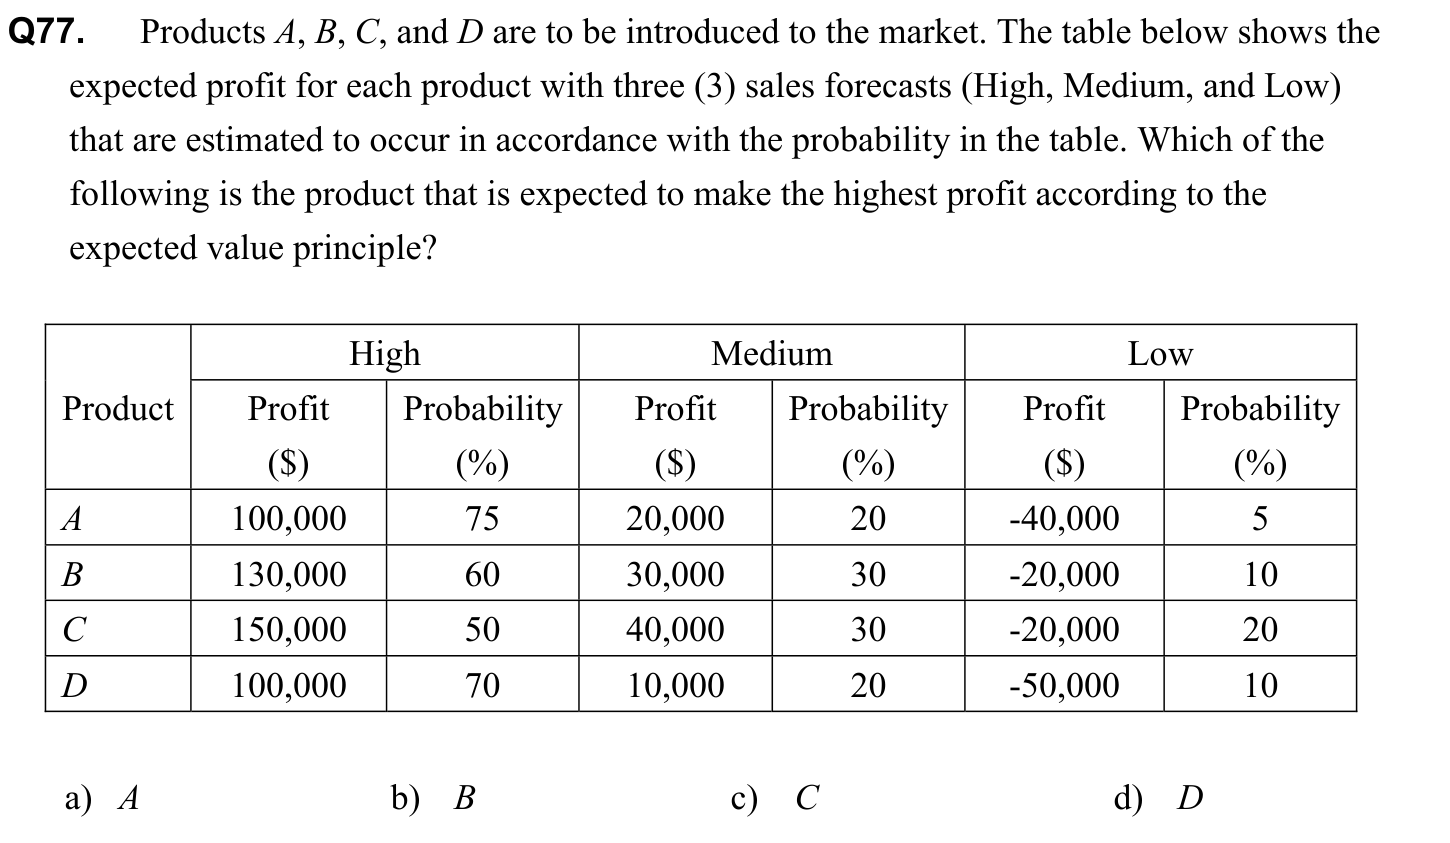 Q77. Products A, B, C, and D are to be introduced to the market. The table below shows the
expected profit for each product with three (3) sales forecasts (High, Medium, and Low)
that are estimated to occur in accordance with the probability in the table. Which of the
following is the product that is expected to make the highest profit according to the
expected value principle?
High Medium Low
Product Profit Probability Profit Probability Profit Probability
($) (%) ($) (%) ($) (%)
A 100,000 75 20,000 20 -40,000 5
B 130,000 60 30,000 30 -20,000 10
C 150,000 50 40,000 30 -20,000 20
D 100,000 70 10,000 20 -50,000 10
a) A b) B c) C d) D